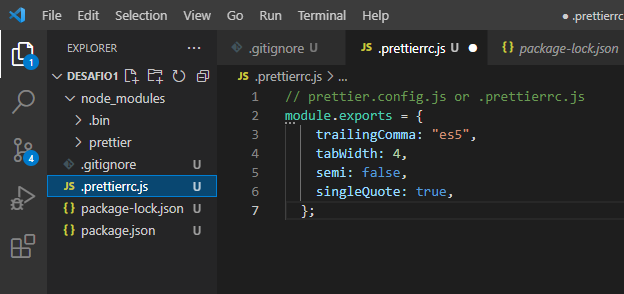 File Edit Selection View Go Run Terminal Help ● .prettierrc
EXPLORER ...
.gitignore U
JS .prettierrc.js U ●
{} package-lock.json
1
4
DESAFIO1
node_modules
.bin
prettier
.gitignore U
JS .prettierrc.js U
{} package-lock.json U
{} package.json U
JS .prettierrc.js > ...
1 // prettier.config.js or .prettierrc.js
2 module.exports = {
3 trailingComma: "es5",
4 tabWidth: 4,
5 semi: false,
6 singleQuote: true,
7 };